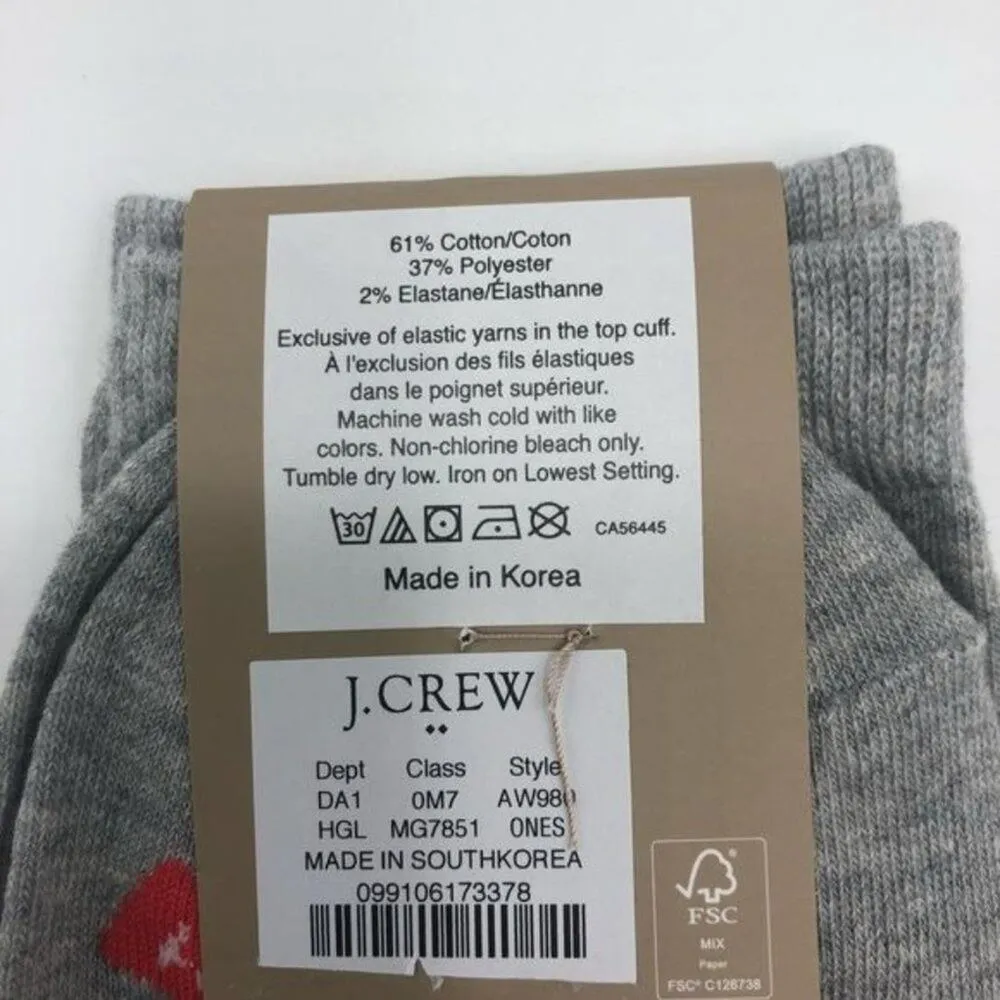 61% Cotton/Coton
37% Polyester
2% Elastane/Élasthanne
Exclusive of elastic yarns in the top cuff.
À l'exclusion des fils élastiques
dans le poignet supérieur.
Machine wash cold with like
colors. Non-chlorine bleach only.
Tumble dry low. Iron on Lowest Setting.
30 CA56445
Made in Korea
J.CREW
Dept Class Style
DA1 0M7
HGL MG7851 ONES
MADE IN SOUTHKOREA
099106173378
FSC
MIX
Paper
FSC® C126738